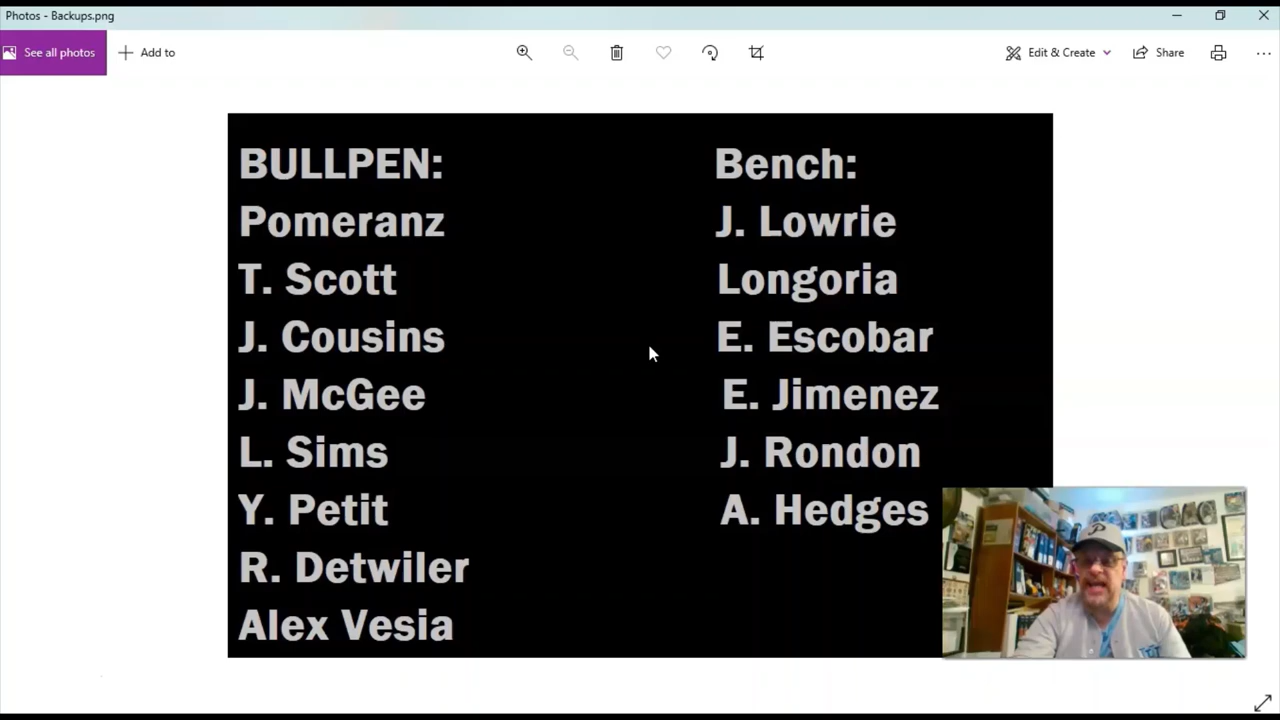 Photos - Backups.png
See all photos
Add to
Edit & Create
Share
BULLPEN:
Pomeranz
T. Scott
J. Cousins
J. McGee
L. Sims
Y. Petit
R. Detwiler
Alex Vesia
Bench:
J. Lowrie
Longoria
E. Escobar
E. Jimenez
J. Rondon
A. Hedges
P